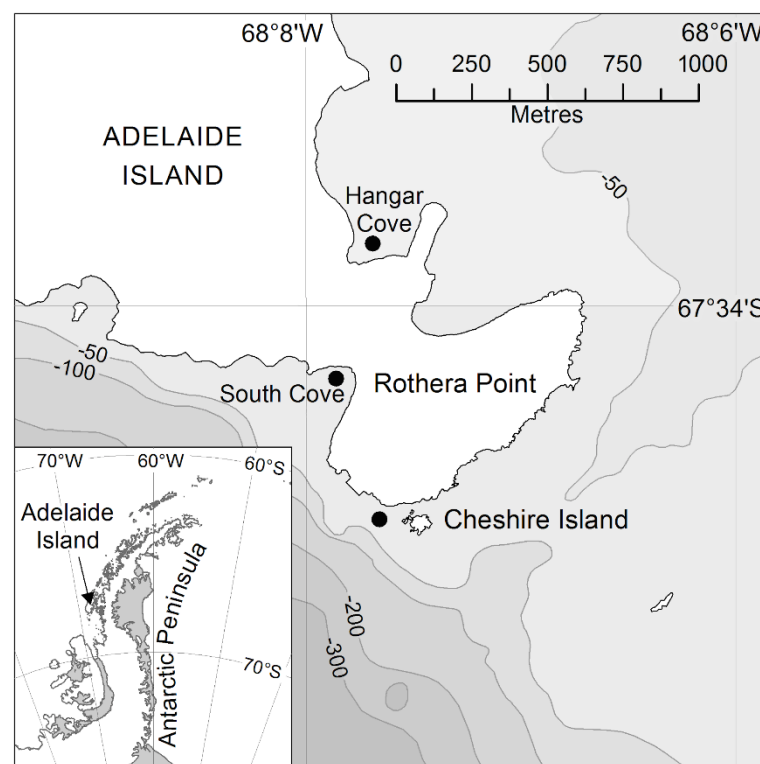 68°8'W
68°6'W
0 250 500 750 1000
Metres
ADELAIDE
ISLAND
Hangar
Cove
-50
67°34'S
-50
-100
South Cove
Rothera Point
Cheshire Island
70°W
60°W
60°S
Adelaide
Island
Antarctic Peninsula
70°S
-200
-300